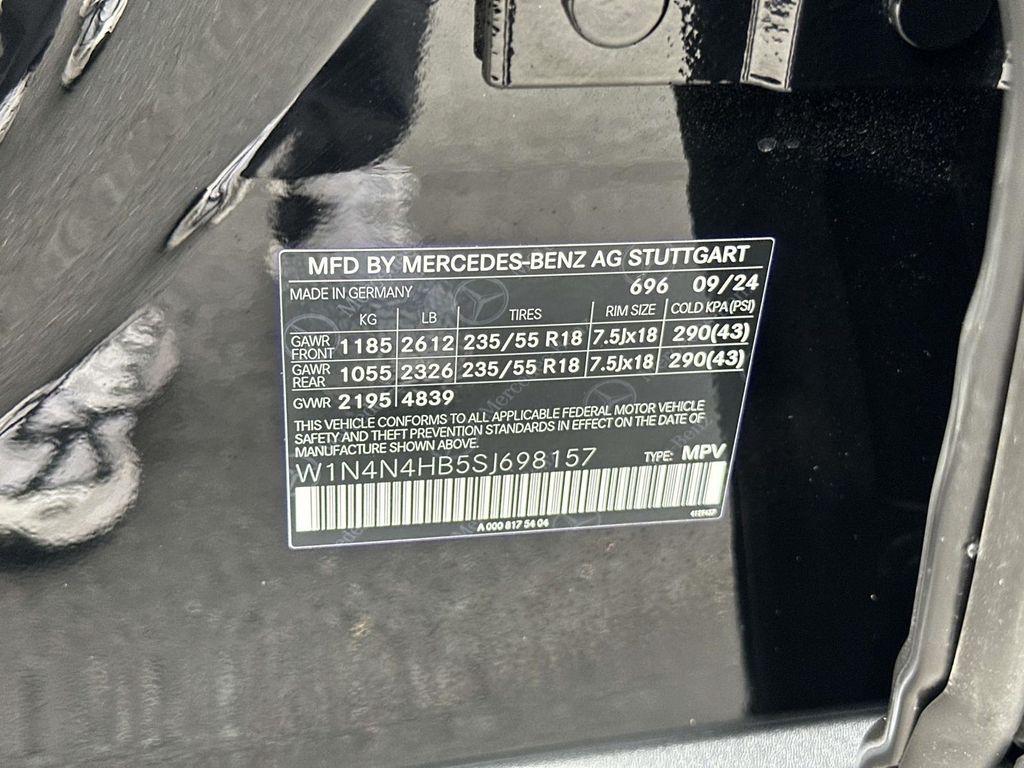 MFD BY MERCEDES-BENZ AG STUTTGART
MADE IN GERMANY 696 09/24
KG LB TIRES RIM SIZE COLD KPA(PSI)
GAWR FRONT 1185 2612 235/55 R18 7.5Jx18 290(43)
GAWR REAR 1055 2326 235/55 R18 7.5Jx18 290(43)
GVWR 2195 4839
THIS VEHICLE CONFORMS TO ALL APPLICABLE FEDERAL MOTOR VEHICLE
SAFETY AND THEFT PREVENTION STANDARDS IN EFFECT ON THE DATE OF
MANUFACTURE SHOWN ABOVE.
W1N4N4HB5SJ698157 TYPE: MPV
A 000 817 54 04